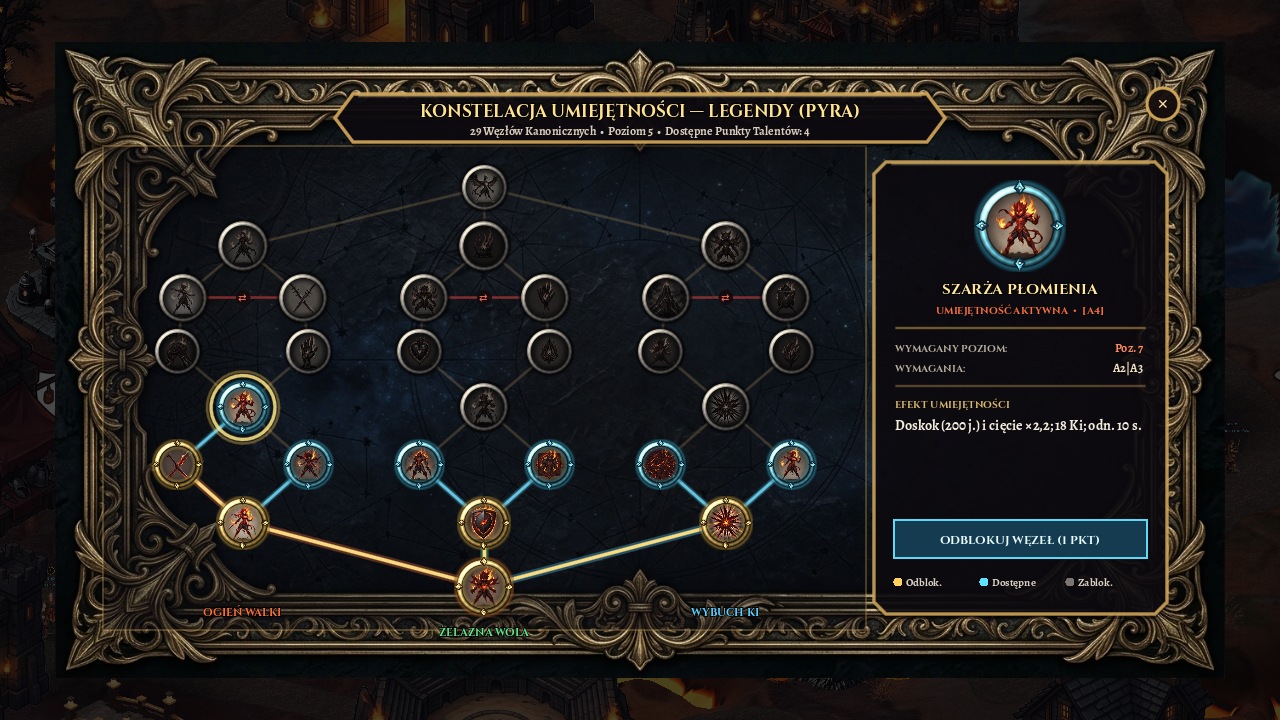 KONSTELACJA UMIEJĘTNOŚCI — LEGENDY (PYRA)
29 Węzłów Kanonicznych • Poziom 5 • Dostępne Punkty Talentów: 4
×
SZARŻA PŁOMIENIA
UMIEJĘTNOŚĆ AKTYWNA • [A4]
WYMAGANY POZIOM: Poz. 7
WYMAGANIA: A2|A3
EFEKT UMIEJĘTNOŚCI
Doskok (200 j.) i cięcie ×2,2; 18 Ki; odn. 10 s.
ODBLOKUJ WĘZEŁ (1 PKT)
Odblok. Dostępne Zablok.
OGIEŃ WALKI
WYBUCH KI
ŻELAZNA WOLA